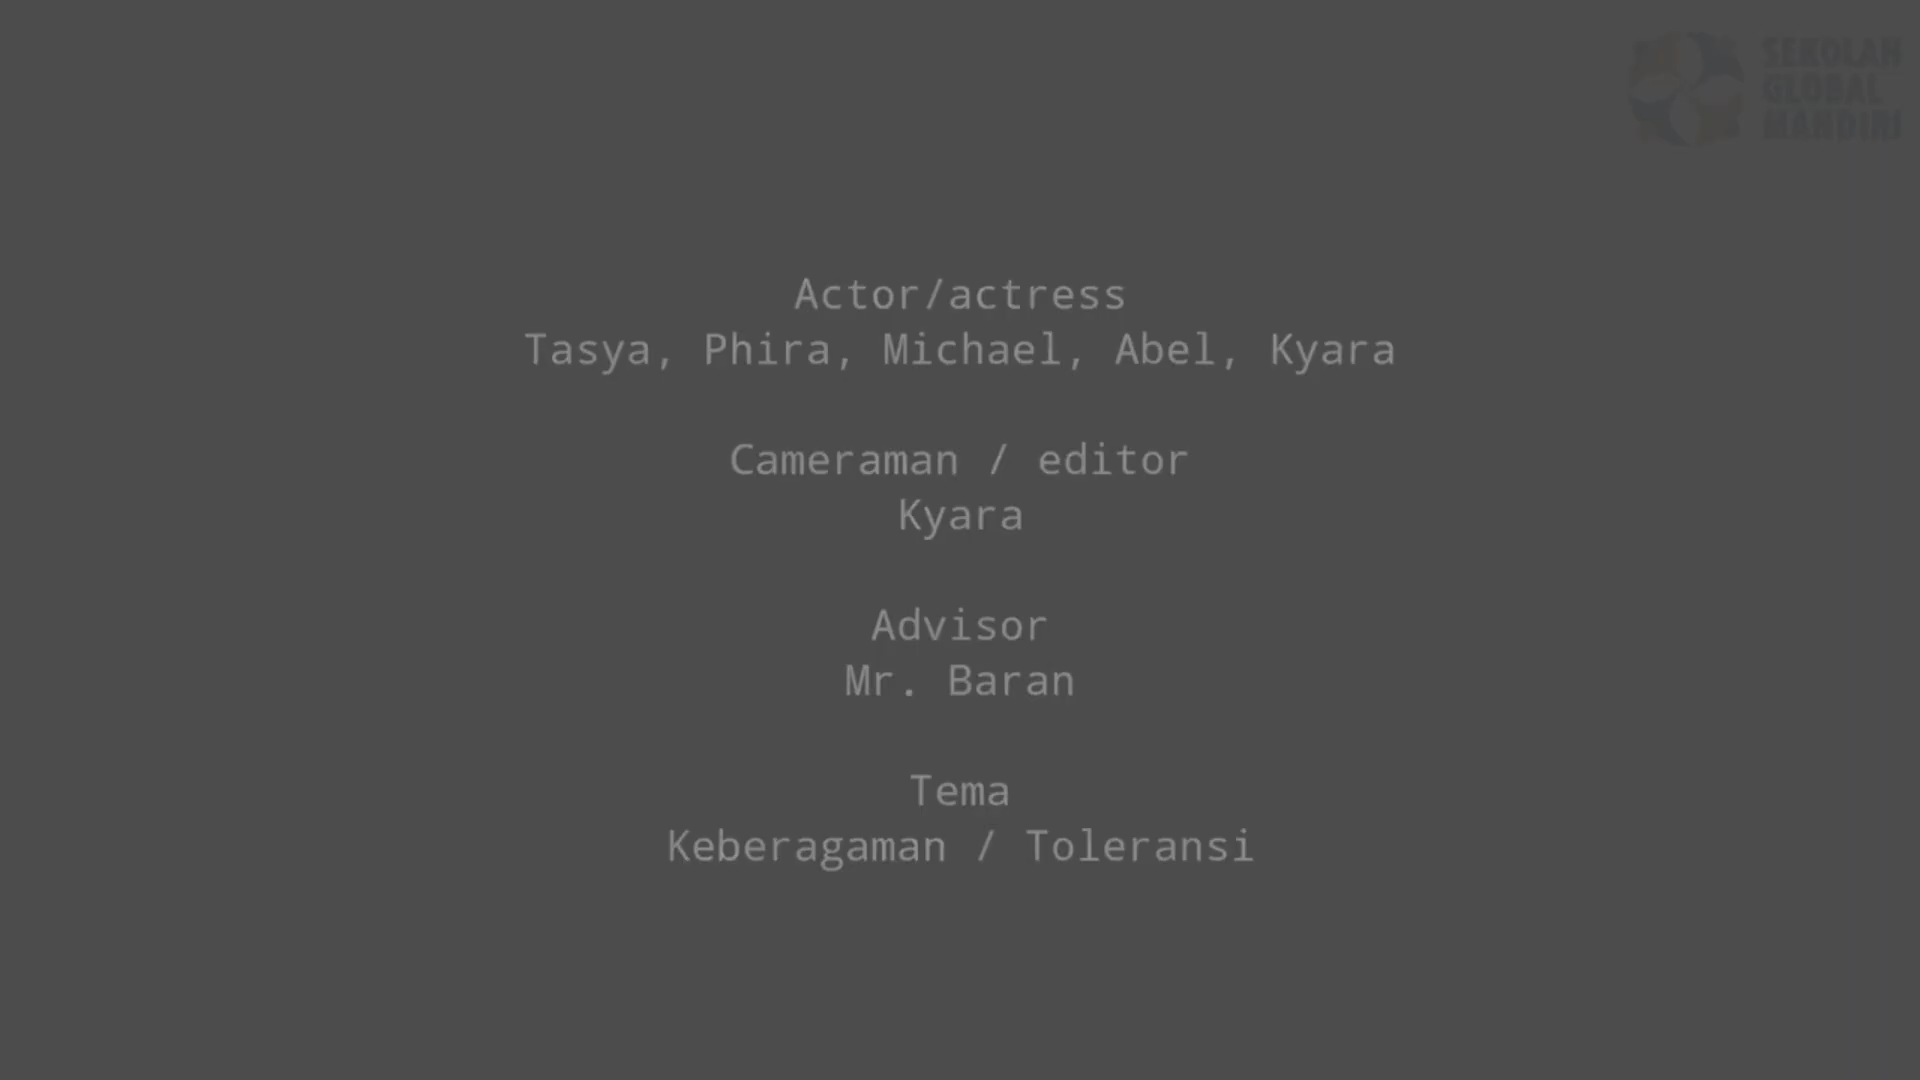 SEKOLAH
GLOBAL
MANDIRI
Actor/actress
Tasya, Phira, Michael, Abel, Kyara
Cameraman / editor
Kyara
Advisor
Mr. Baran
Tema
Keberagaman / Toleransi